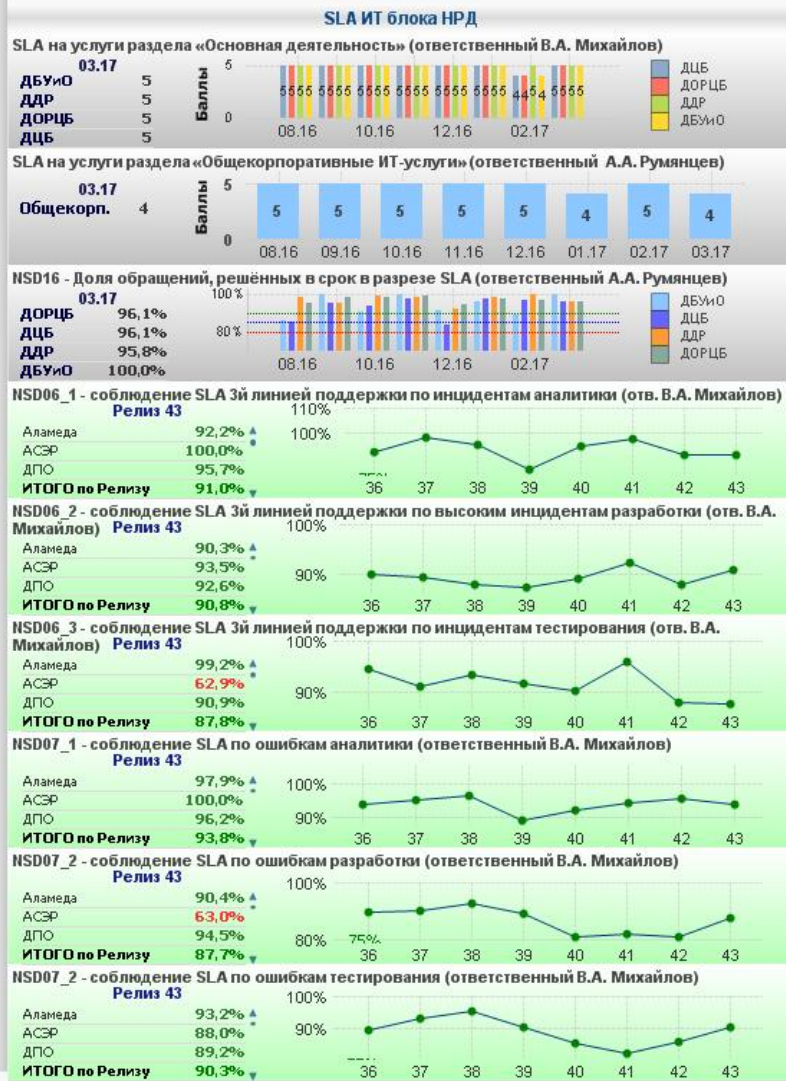 SLA ИТ блока НРД
SLA на услуги раздела «Основная деятельность» (ответственный В.А. Михайлов)
03.17
ДБУиО 5
ДДР 5
ДОРЦБ 5
ДЦБ 5
Баллы
5
0
5555 5555 5555 5555 5555 5555 4454 5555
08.16 10.16 12.16 02.17
ДЦБ
ДОРЦБ
ДДР
ДБУиО
SLA на услуги раздела «Общекорпоративные ИТ-услуги» (ответственный А.А. Румянцев)
03.17
Общекорп. 4
Баллы
5
0
5 5 5 5 5 4 5 4
08.16 09.16 10.16 11.16 12.16 01.17 02.17 03.17
NSD16 - Доля обращений, решённых в срок в разрезе SLA (ответственный А.А. Румянцев)
03.17
ДОРЦБ 96,1%
ДЦБ 96,1%
ДДР 95,8%
ДБУиО 100,0%
100 %
80 %
08.16 10.16 12.16 02.17
ДБУиО
ДЦБ
ДДР
ДОРЦБ
NSD06_1 - соблюдение SLA 3й линией поддержки по инцидентам аналитики (отв. В.А. Михайлов)
Релиз 43
Аламеда 92,2%
АСЭР 100,0%
ДПО 95,7%
ИТОГО по Релизу 91,0%
110%
100%
36 37 38 39 40 41 42 43
NSD06_2 - соблюдение SLA 3й линией поддержки по высоким инцидентам разработки (отв. В.А.
Михайлов) Релиз 43
Аламеда 90,3%
АСЭР 93,5%
ДПО 92,6%
ИТОГО по Релизу 90,8%
100%
90%
36 37 38 39 40 41 42 43
NSD06_3 - соблюдение SLA 3й линией поддержки по инцидентам тестирования (отв. В.А.
Михайлов) Релиз 43
Аламеда 99,2%
АСЭР 62,9%
ДПО 90,9%
ИТОГО по Релизу 87,8%
100%
90%
36 37 38 39 40 41 42 43
NSD07_1 - соблюдение SLA по ошибкам аналитики (ответственный В.А. Михайлов)
Релиз 43
Аламеда 97,9%
АСЭР 100,0%
ДПО 96,2%
ИТОГО по Релизу 93,8%
100%
90%
36 37 38 39 40 41 42 43
NSD07_2 - соблюдение SLA по ошибкам разработки (ответственный В.А. Михайлов)
Релиз 43
Аламеда 90,4%
АСЭР 63,0%
ДПО 94,5%
ИТОГО по Релизу 87,7%
100%
80% 75%
36 37 38 39 40 41 42 43
NSD07_2 - соблюдение SLA по ошибкам тестирования (ответственный В.А. Михайлов)
Релиз 43
Аламеда 93,2%
АСЭР 88,0%
ДПО 89,2%
ИТОГО по Релизу 90,3%
100%
90%
36 37 38 39 40 41 42 43